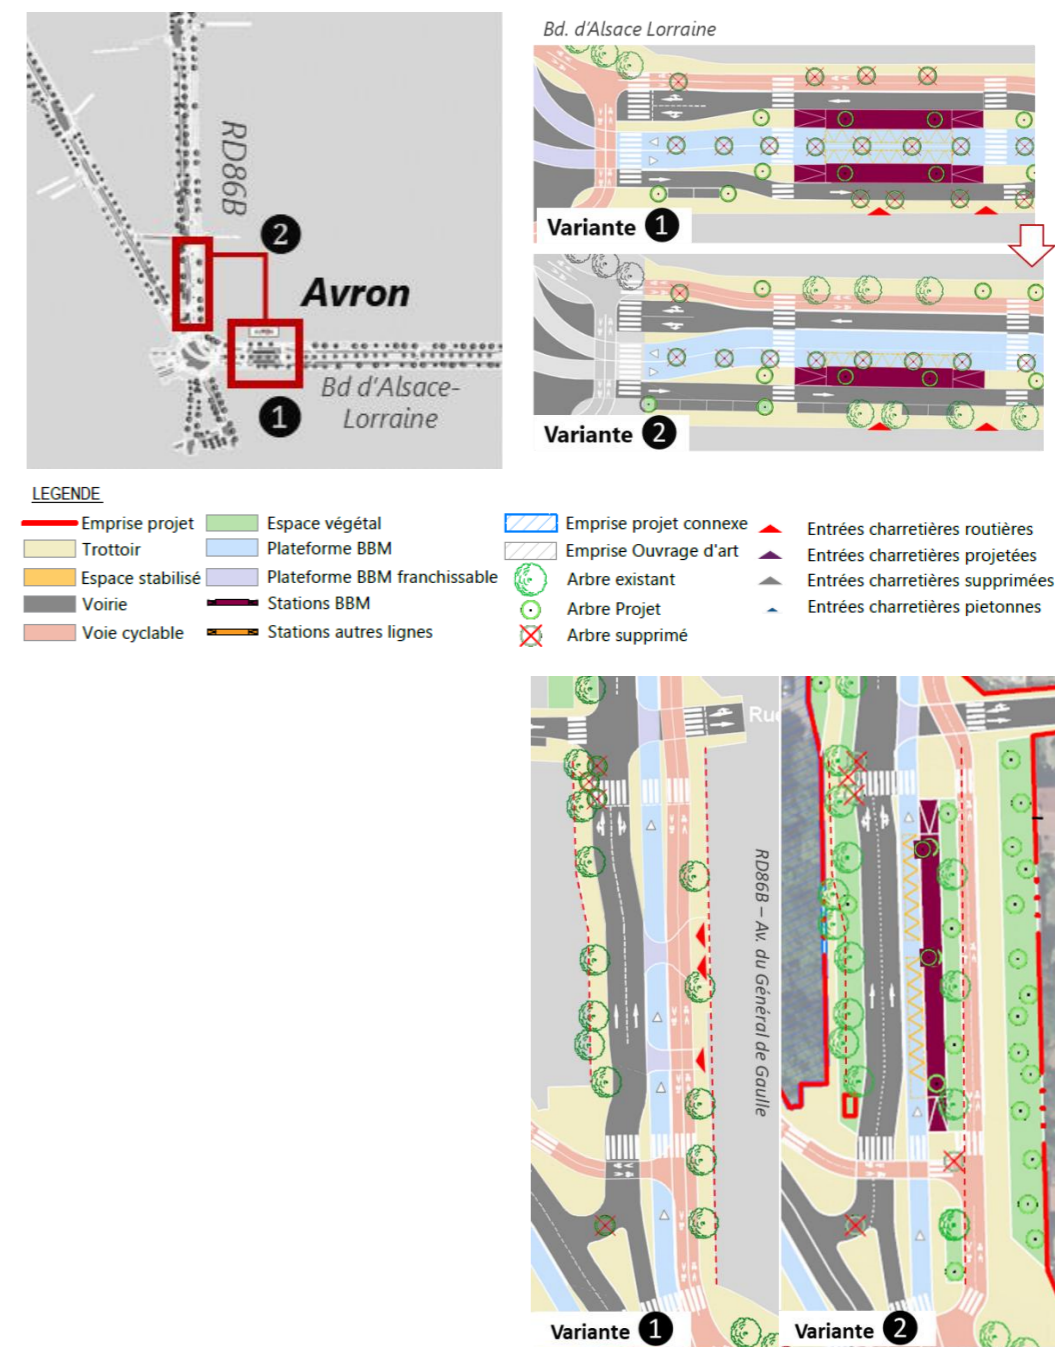 RD86B
2
Avron
Bd d'Alsace-
Lorraine
1
Bd. d'Alsace Lorraine
Variante 1
Variante 2
LEGENDE
Emprise projet
Trottoir
Espace stabilisé
Voirie
Voie cyclable
Espace végétal
Plateforme BBM
Plateforme BBM franchissable
Stations BBM
Stations autres lignes
Emprise projet connexe
Emprise Ouvrage d'art
Arbre existant
Arbre Projet
Arbre supprimé
Entrées charretières routières
Entrées charretières projetées
Entrées charretières supprimées
Entrées charretières pietonnes
Rue
RD86B – Av. du Général de Gaulle
Variante 1
Variante 2